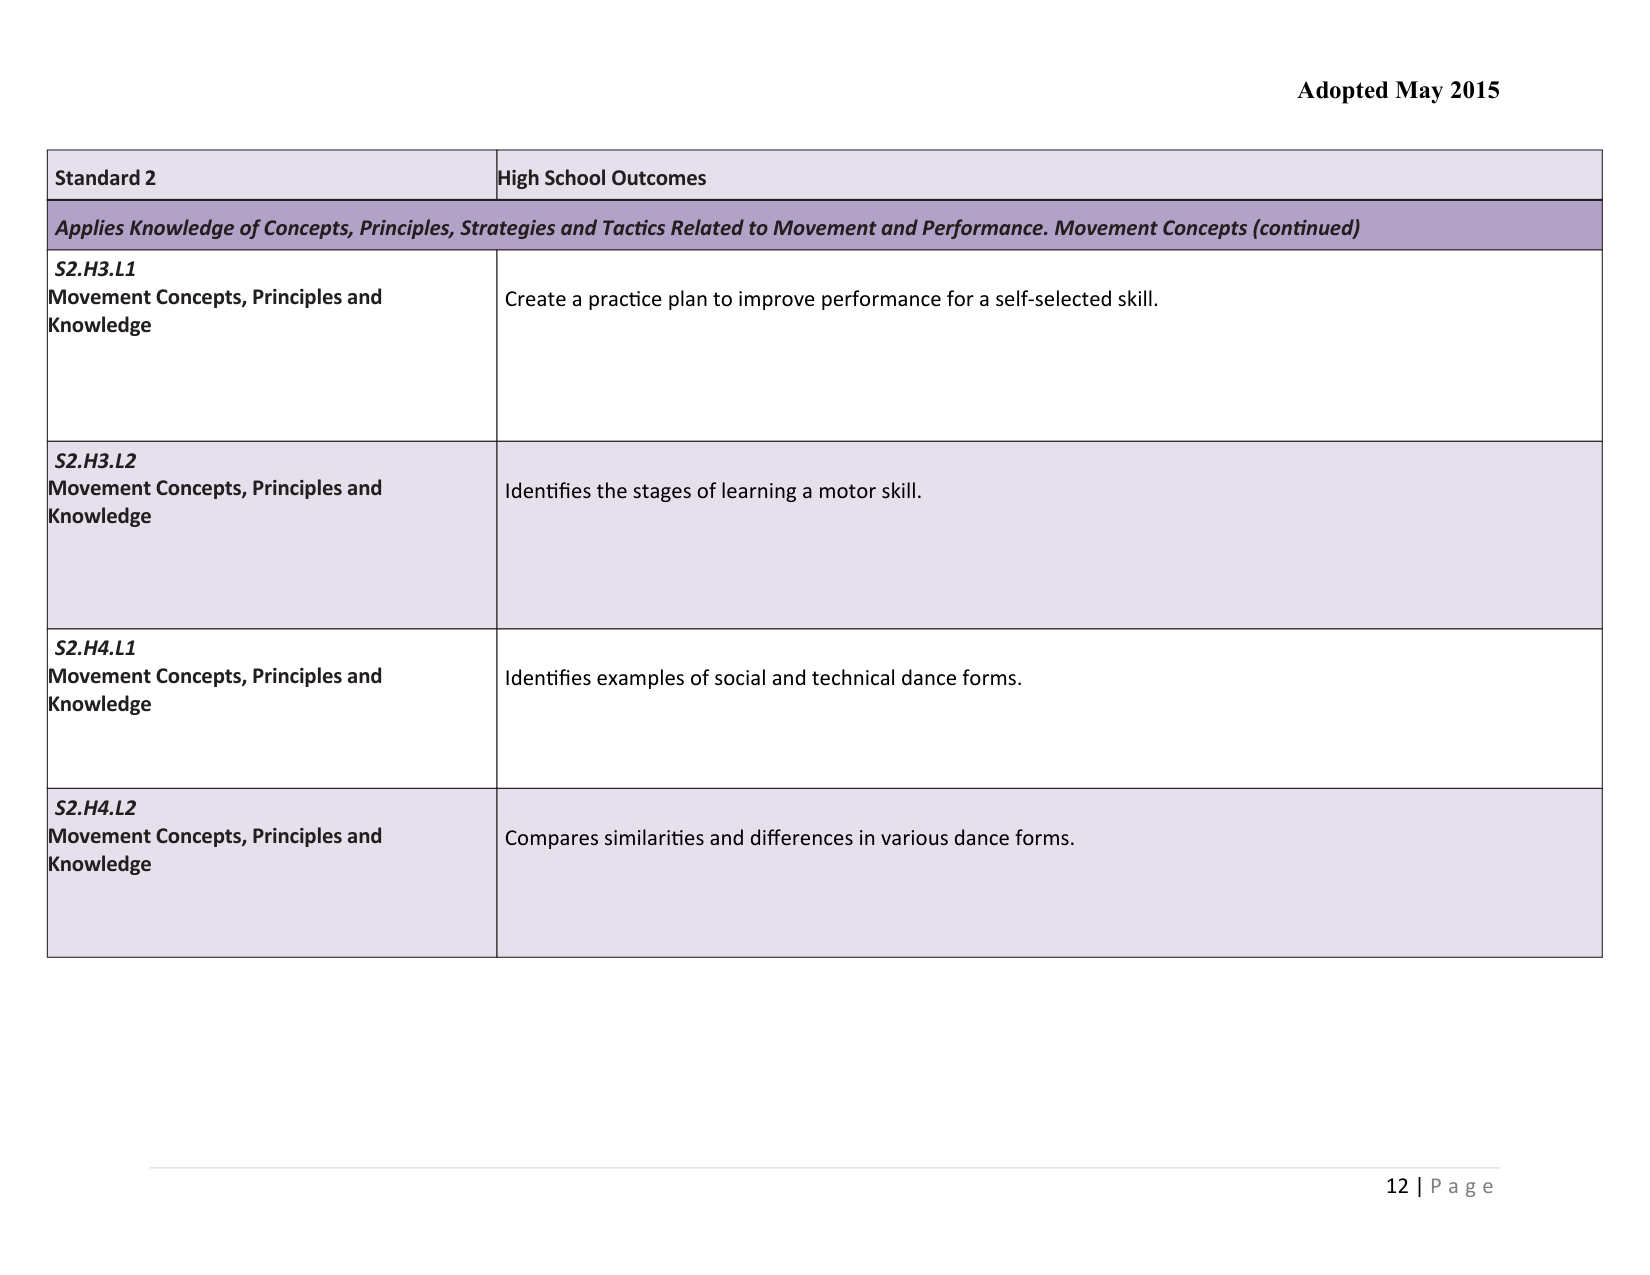 Adopted May 2015
Standard 2
High School Outcomes
Applies Knowledge of Concepts, Principles, Strategies and Tactics Related to Movement and Performance. Movement Concepts (continued)
S2.H3.L1
Movement Concepts, Principles and
Knowledge
Create a practice plan to improve performance for a self-selected skill.
S2.H3.L2
Movement Concepts, Principles and
Knowledge
Identifies the stages of learning a motor skill.
S2.H4.L1
Movement Concepts, Principles and
Knowledge
Identifies examples of social and technical dance forms.
S2.H4.L2
Movement Concepts, Principles and
Knowledge
Compares similarities and differences in various dance forms.
12 | Page